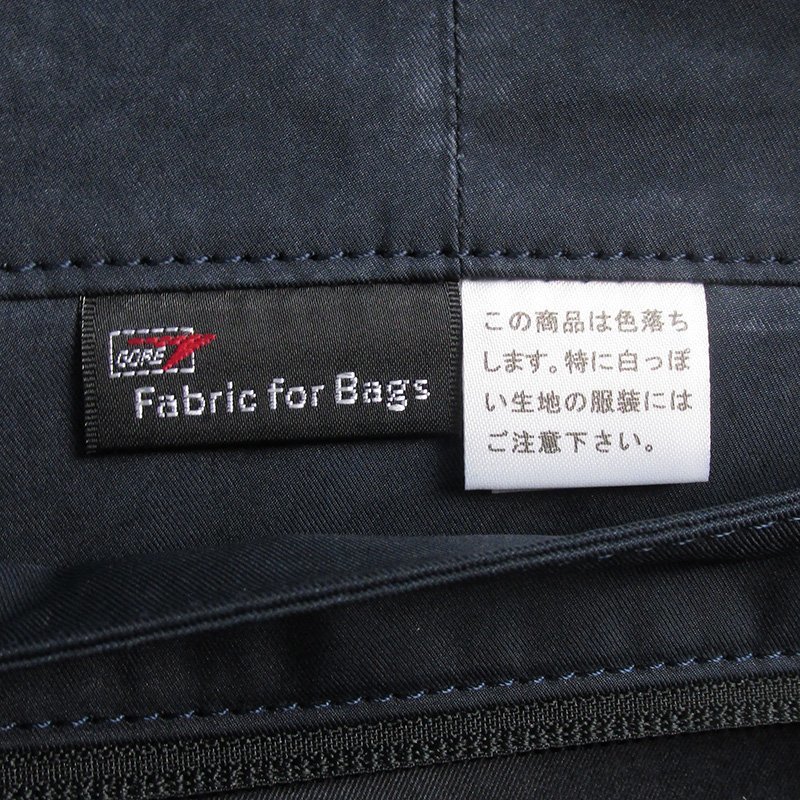 GORE
Fabric for Bags
この商品は色落ち
します。特に白っぽ
い生地の服装には
ご注意下さい。